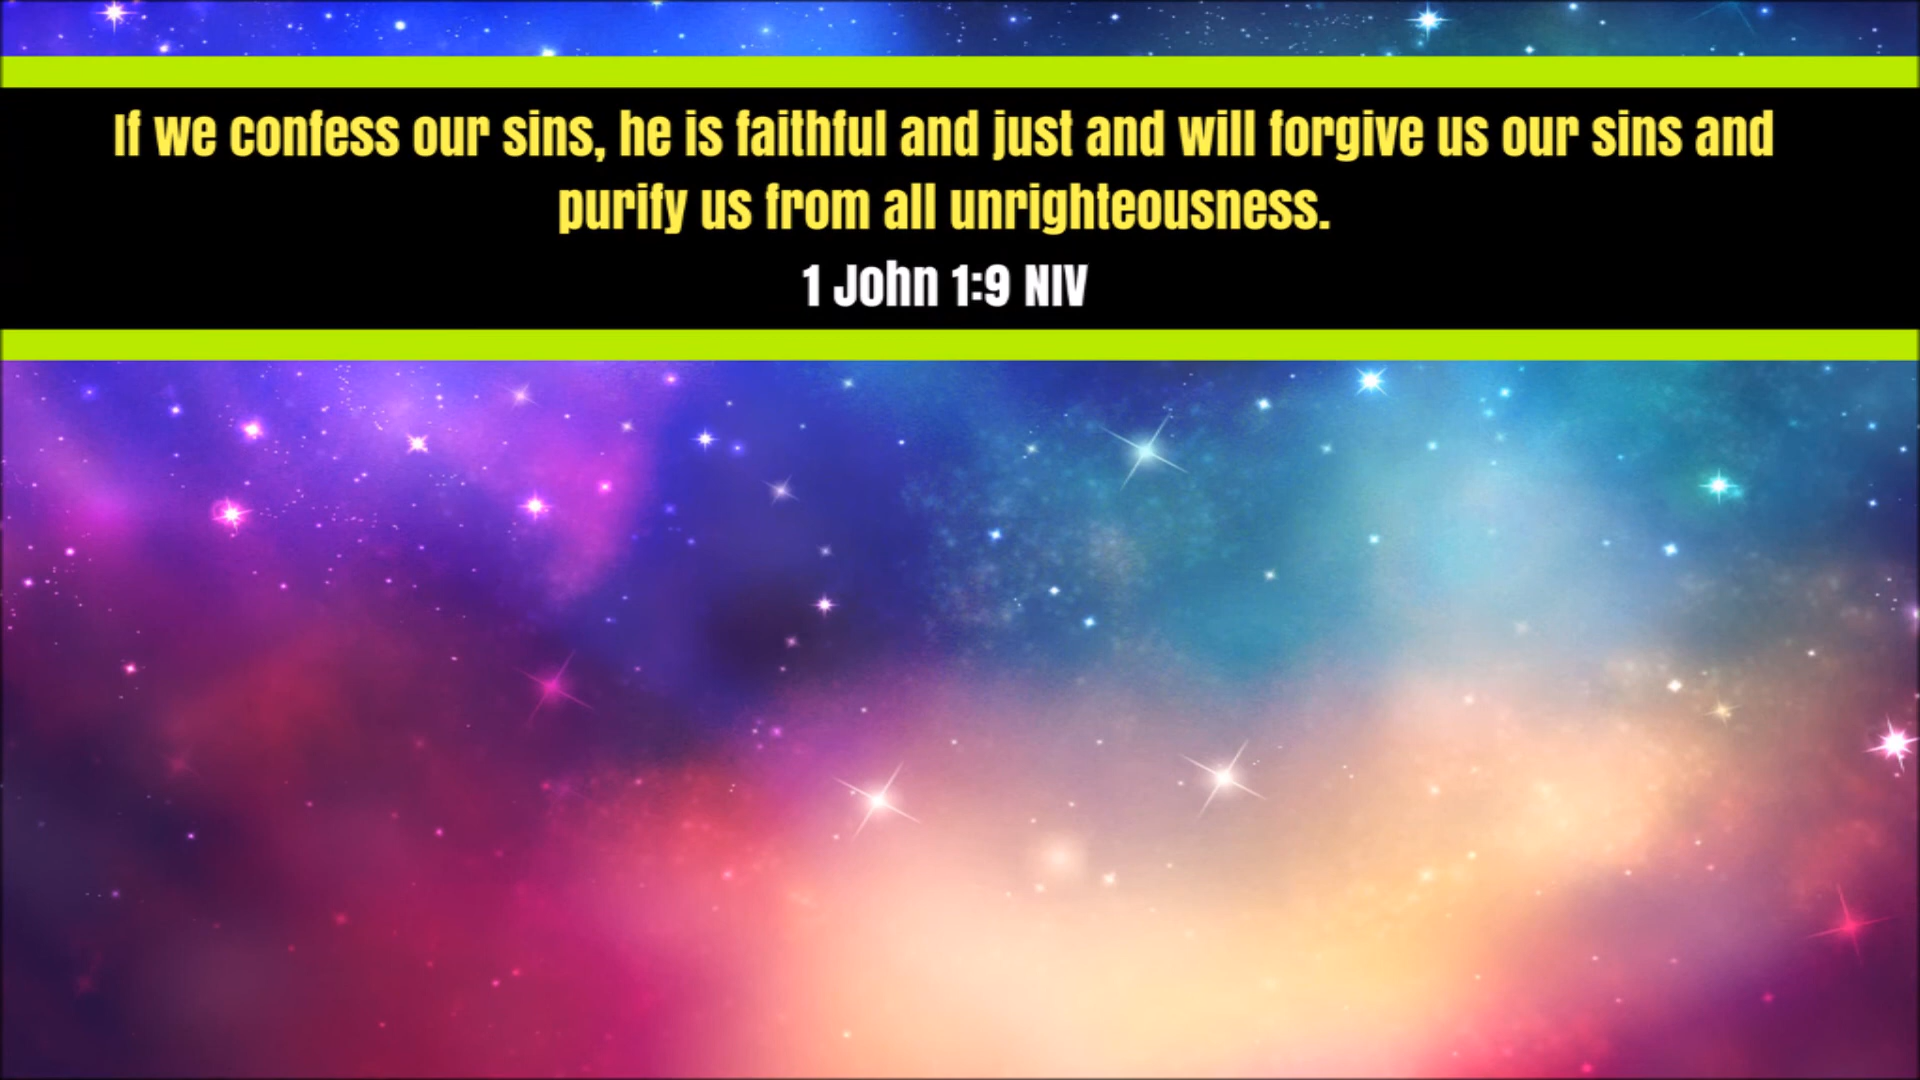 If we confess our sins, he is faithful and just and will forgive us our sins and
purify us from all unrighteousness.
1 John 1:9 NIV